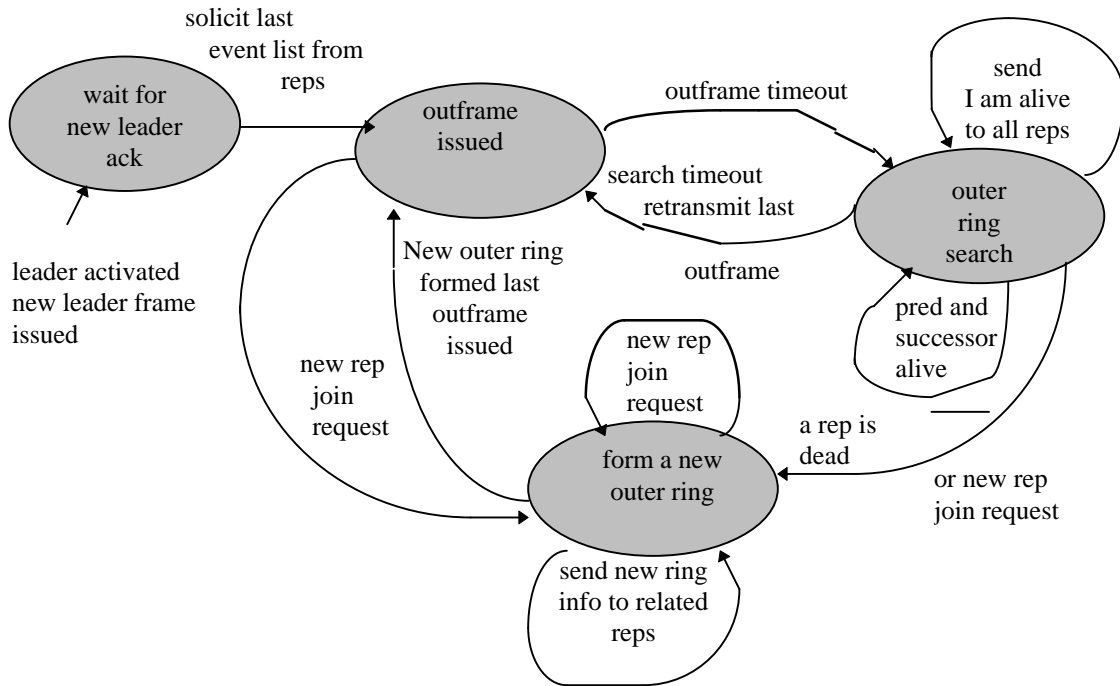 solicit last
event list from
reps
wait for
new leader
ack
leader activated
new leader frame
issued
outframe
issued
outframe timeout
search timeout
retransmit last
outframe
send
I am alive
to all reps
outer
ring
search
pred and
successor
alive
New outer ring
formed last
outframe
issued
new rep
join
request
new rep
join
request
a rep is
dead
or new rep
join request
form a new
outer ring
send new ring
info to related
reps